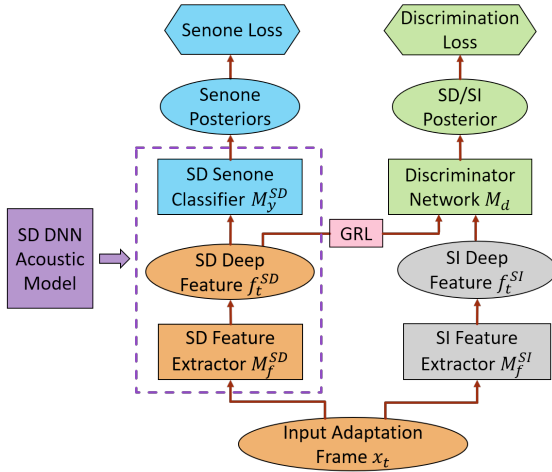 Senone Loss
Discrimination
Loss
Senone
Posteriors
SD/SI
Posterior
SD Senone
Classifier $M_y^{SD}$
Discriminator
Network $M_d$
SD DNN
Acoustic
Model
GRL
SD Deep
Feature $f_t^{SD}$
SI Deep
Feature $f_t^{SI}$
SD Feature
Extractor $M_f^{SD}$
SI Feature
Extractor $M_f^{SI}$
Input Adaptation
Frame $x_t$